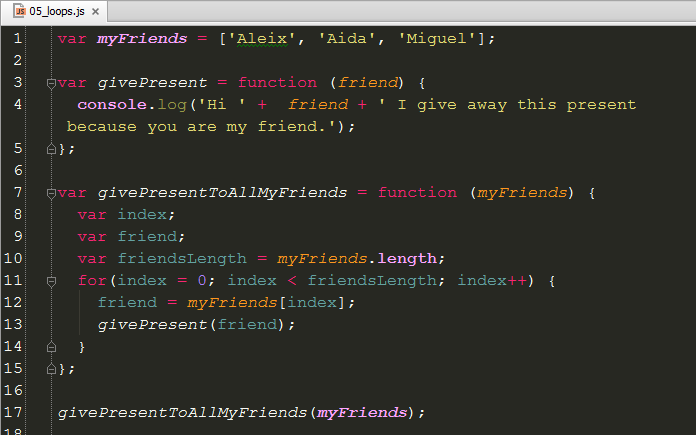 05_loops.js
1 var myFriends = ['Aleix', 'Aida', 'Miguel'];
2
3 var givePresent = function (friend) {
4 console.log('Hi ' + friend + ' I give away this present
because you are my friend.');
5 };
6
7 var givePresentToAllMyFriends = function (myFriends) {
8 var index;
9 var friend;
10 var friendsLength = myFriends.length;
11 for(index = 0; index < friendsLength; index++) {
12 friend = myFriends[index];
13 givePresent(friend);
14 }
15 };
16
17 givePresentToAllMyFriends(myFriends);
18